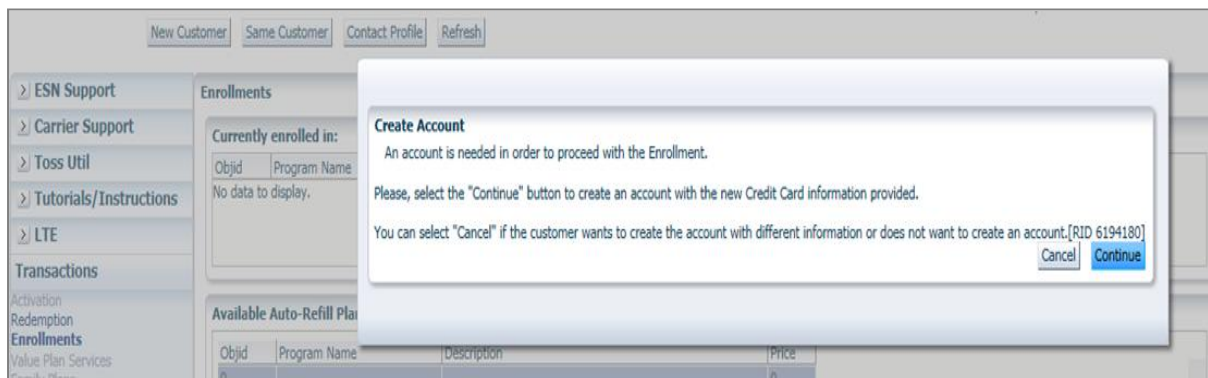 New Customer Same Customer Contact Profile Refresh
ESN Support
Carrier Support
Toss Util
Tutorials/Instructions
LTE
Transactions
Activation
Redemption
Enrollments
Value Plan Services
Family Plans
Enrollments
Currently enrolled in:
Objid Program Name
No data to display.
Create Account
An account is needed in order to proceed with the Enrollment.
Please, select the "Continue" button to create an account with the new Credit Card information provided.
You can select "Cancel" if the customer wants to create the account with different information or does not want to create an account.[RID 6194180]
Cancel Continue
Available Auto-Refill
Objid Program Name Description Price